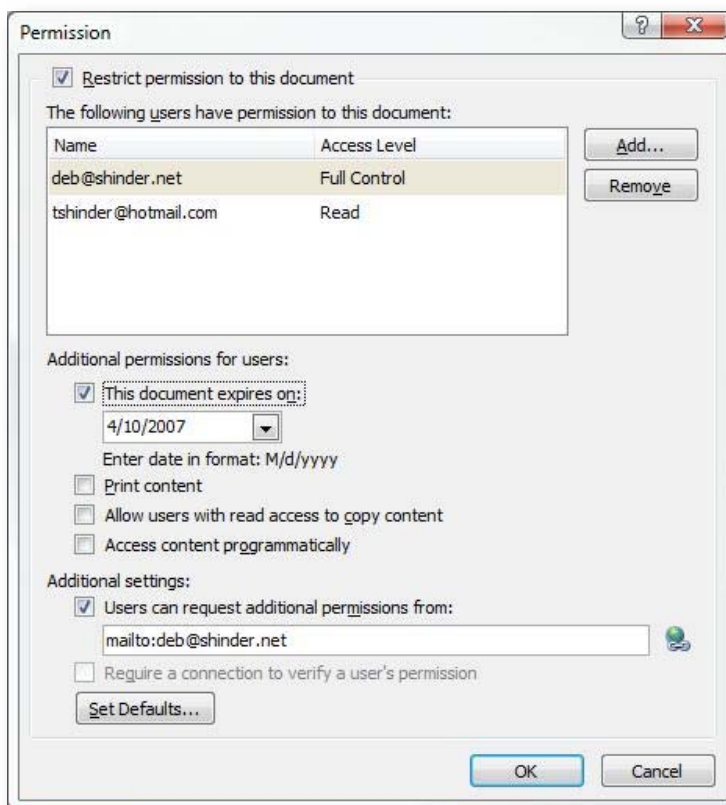 Permission
Restrict permission to this document
The following users have permission to this document:
Name Access Level
deb@shinder.net Full Control
tshinder@hotmail.com Read
Add...
Remove
Additional permissions for users:
This document expires on:
4/10/2007
Enter date in format: M/d/yyyy
Print content
Allow users with read access to copy content
Access content programmatically
Additional settings:
Users can request additional permissions from:
mailto:deb@shinder.net
Require a connection to verify a user's permission
Set Defaults...
OK Cancel